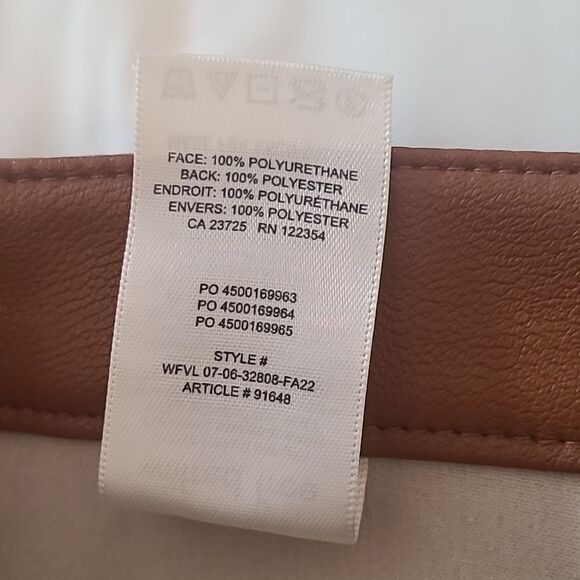 FACE: 100% POLYURETHANE
BACK: 100% POLYESTER
ENDROIT: 100% POLYURÉTHANE
ENVERS: 100% POLYESTER
CA 23725 RN 122354
PO 4500169963
PO 4500169964
PO 4500169965
STYLE #
WFVL 07-06-32808-FA22
ARTICLE # 91648